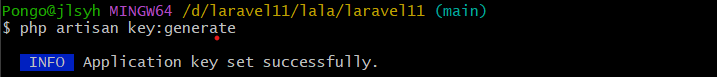 Pongo@jlsyh MINGW64 /d/laravel11/lala/laravel11 (main)
$ php artisan key:generate
INFO Application key set successfully.